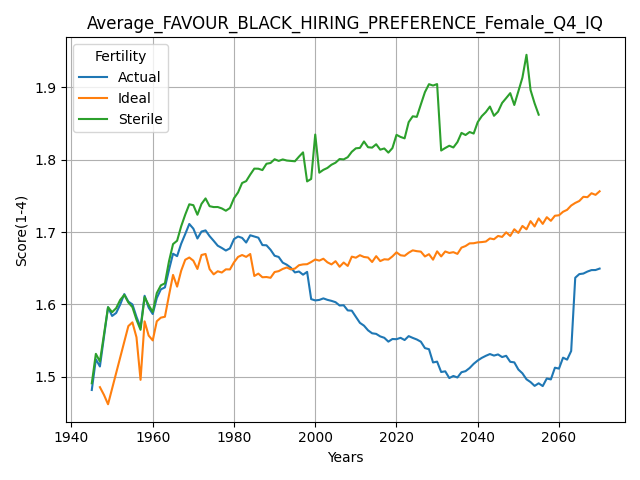 Average_FAVOUR_BLACK_HIRING_PREFERENCE_Female_Q4_IQ
Fertility
Actual
Ideal
Sterile
Score(1-4)
1.9
1.8
1.7
1.6
1.5
1940 1960 1980 2000 2020 2040 2060
Years